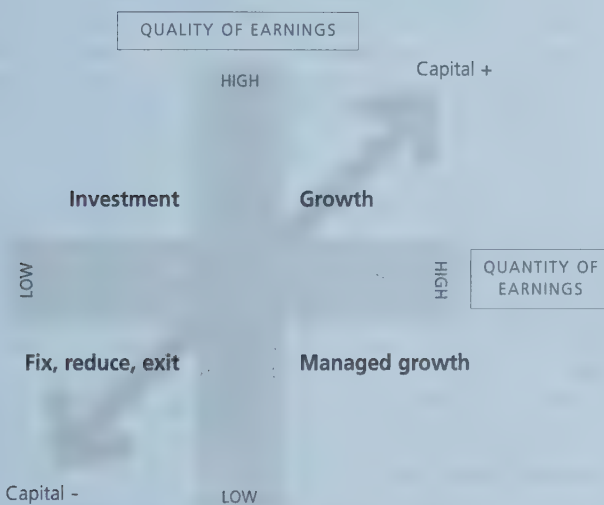 QUALITY OF EARNINGS
Capital +
HIGH
Investment
Growth
LOW
HIGH
QUANTITY OF
EARNINGS
Fix, reduce, exit
Managed growth
Capital -
LOW